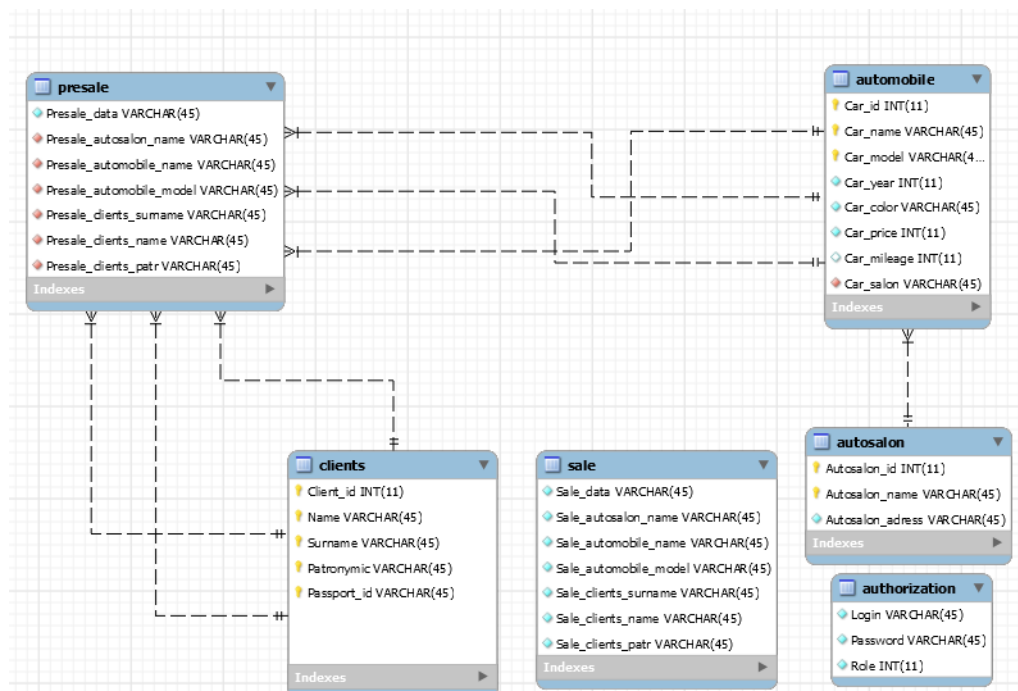 presale
Presale_data VARCHAR(45)
Presale_autosalon_name VARCHAR(45)
Presale_automobile_name VARCHAR(45)
Presale_automobile_model VARCHAR(45)
Presale_clients_surname VARCHAR(45)
Presale_clients_name VARCHAR(45)
Presale_clients_patr VARCHAR(45)
Indexes
automobile
Car_id INT(11)
Car_name VARCHAR(45)
Car_model VARCHAR(4...
Car_year INT(11)
Car_color VARCHAR(45)
Car_price INT(11)
Car_mileage INT(11)
Car_salon VARCHAR(45)
Indexes
clients
Client_id INT(11)
Name VARCHAR(45)
Surname VARCHAR(45)
Patronymic VARCHAR(45)
Passport_id VARCHAR(45)
Indexes
sale
Sale_data VARCHAR(45)
Sale_autosalon_name VARCHAR(45)
Sale_automobile_name VARCHAR(45)
Sale_automobile_model VARCHAR(45)
Sale_clients_surname VARCHAR(45)
Sale_clients_name VARCHAR(45)
Sale_clients_patr VARCHAR(45)
Indexes
autosalon
Autosalon_id INT(11)
Autosalon_name VARCHAR(45)
Autosalon_adress VARCHAR(45)
Indexes
authorization
Login VARCHAR(45)
Password VARCHAR(45)
Role INT(11)